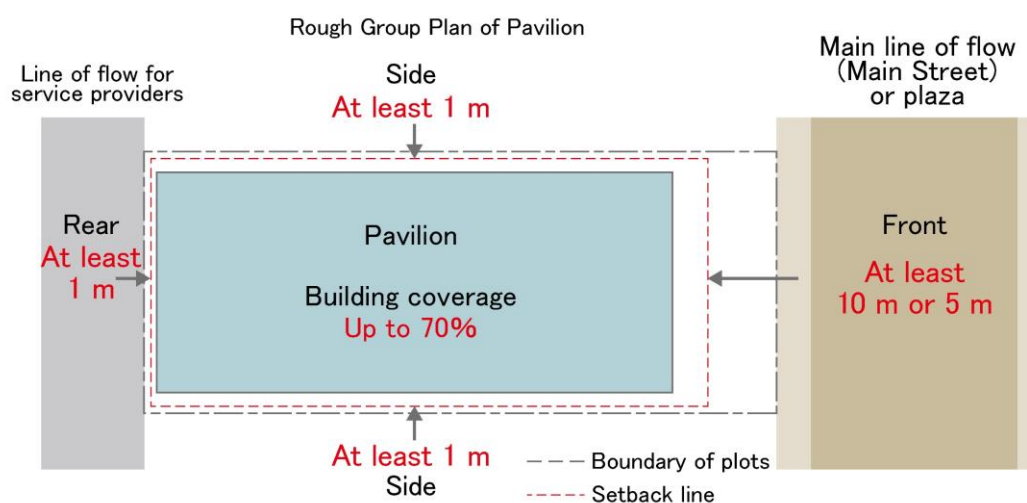 Rough Group Plan of Pavilion
Line of flow for
service providers
Side
At least 1 m
Main line of flow
(Main Street)
or plaza
Rear
At least
1 m
Pavilion
Building coverage
Up to 70%
Front
At least
10 m or 5 m
At least 1 m
Side
Boundary of plots
Setback line